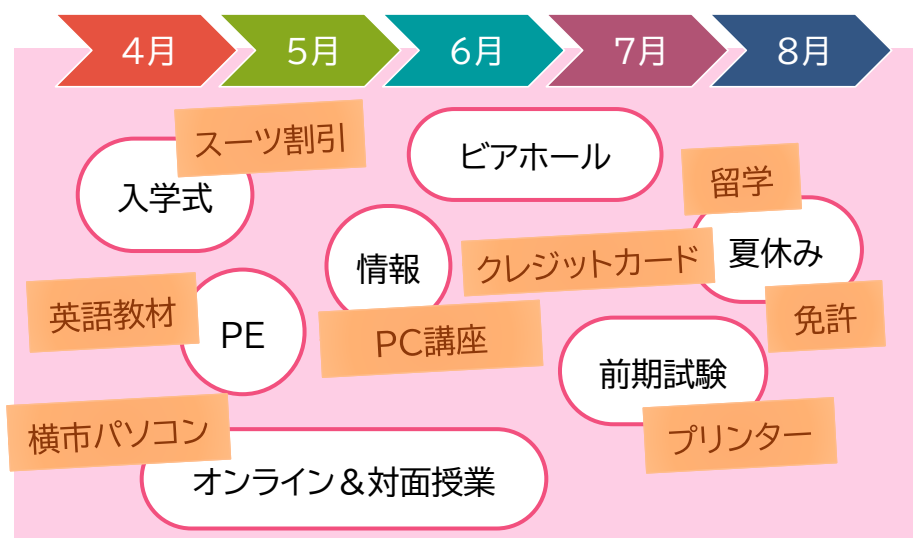 4月
5月
6月
7月
8月
スーツ割引
入学式
ビアホール
留学
夏休み
情報
クレジットカード
英語教材
PE
PC講座
免許
前期試験
横市パソコン
プリンター
オンライン&対面授業